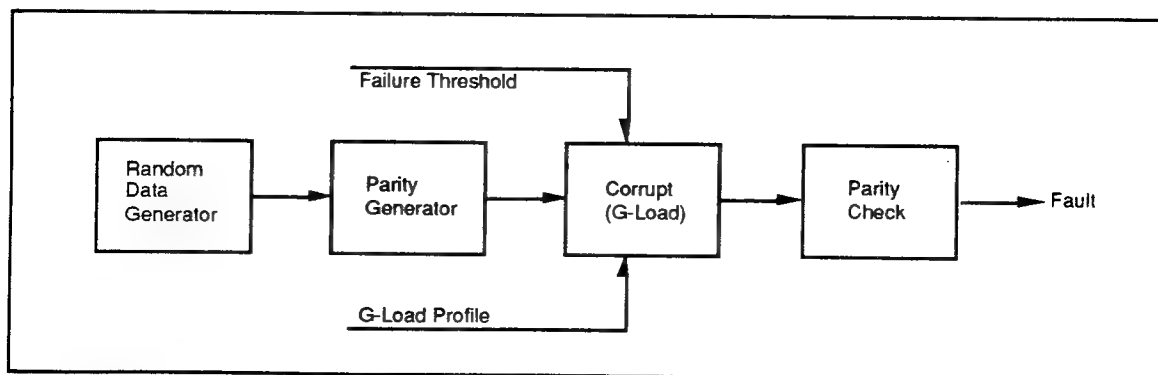 Failure Threshold
Random
Data
Generator
Parity
Generator
Corrupt
(G-Load)
Parity
Check
Fault
G-Load Profile